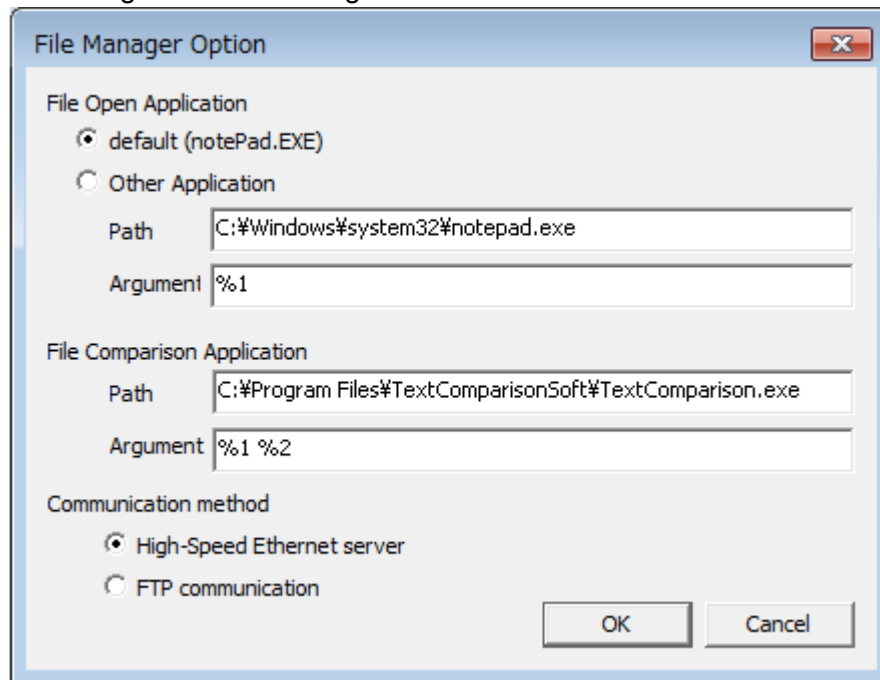 File Manager Option
File Open Application
default (notePad.EXE)
Other Application
Path C:¥Windows¥system32¥notepad.exe
Argument %1
File Comparison Application
Path C:¥Program Files¥TextComparisonSoft¥TextComparison.exe
Argument %1 %2
Communication method
High-Speed Ethernet server
FTP communication
OK Cancel